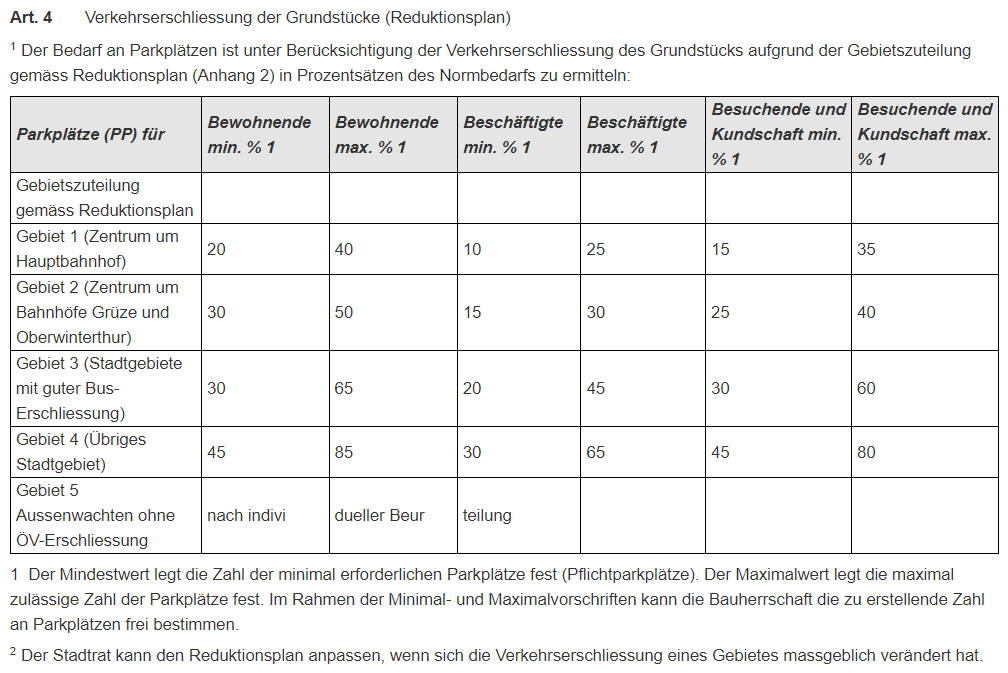 Art. 4 Verkehrserschliessung der Grundstücke (Reduktionsplan)
1 Der Bedarf an Parkplätzen ist unter Berücksichtigung der Verkehrserschliessung des Grundstücks aufgrund der Gebietszuteilung
gemäss Reduktionsplan (Anhang 2) in Prozentsätzen des Normbedarfs zu ermitteln:
Parkplätze (PP) für
Bewohnende
min. % 1
Bewohnende
max. % 1
Beschäftigte
min. % 1
Beschäftigte
max. % 1
Besuchende und
Kundschaft min.
% 1
Besuchende und
Kundschaft max.
% 1
Gebietszuteilung
gemäss Reduktionsplan
Gebiet 1 (Zentrum um
Hauptbahnhof)
20
40
10
25
15
35
Gebiet 2 (Zentrum um
Bahnhöfe Grüze und
Oberwinterthur)
30
50
15
30
25
40
Gebiet 3 (Stadtgebiete
mit guter Bus-
Erschliessung)
30
65
20
45
30
60
Gebiet 4 (Übriges
Stadtgebiet)
45
85
30
65
45
80
Gebiet 5
Aussenwachten ohne
ÖV-Erschliessung
nach indivi
dueller Beur
teilung
1 Der Mindestwert legt die Zahl der minimal erforderlichen Parkplätze fest (Pflichtparkplätze). Der Maximalwert legt die maximal
zulässige Zahl der Parkplätze fest. Im Rahmen der Minimal- und Maximalvorschriften kann die Bauherrschaft die zu erstellende Zahl
an Parkplätzen frei bestimmen.
2 Der Stadtrat kann den Reduktionsplan anpassen, wenn sich die Verkehrserschliessung eines Gebietes massgeblich verändert hat.